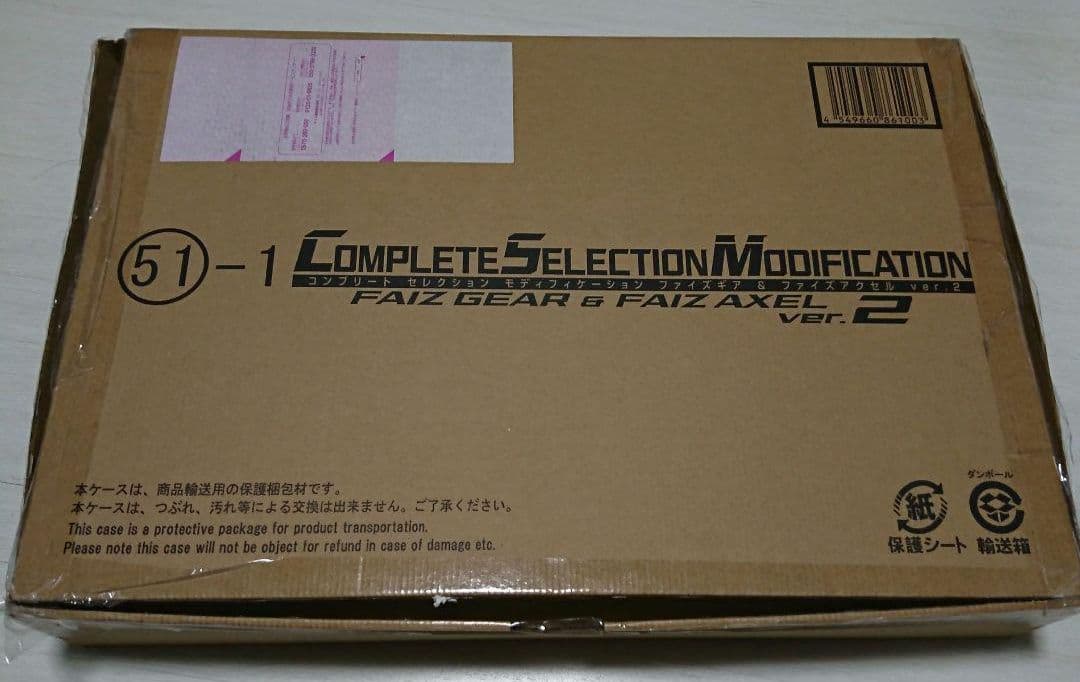 4 549660 861003
51-1 COMPLETE SELECTION MODIFICATION
コンプリート セレクション モディフィケーション ファイズギア & ファイズアクセル ver.2
FAIZ GEAR & FAIZ AXEL
ver.2
本ケースは、商品輸送用の保護梱包材です。
本ケースは、つぶれ、汚れ等による交換は出来ません。ご了承ください。
This case is a protective package for product transportation.
Please note this case will not be object for refund in case of damage etc.
ダンボール
紙
保護シート 輸送箱